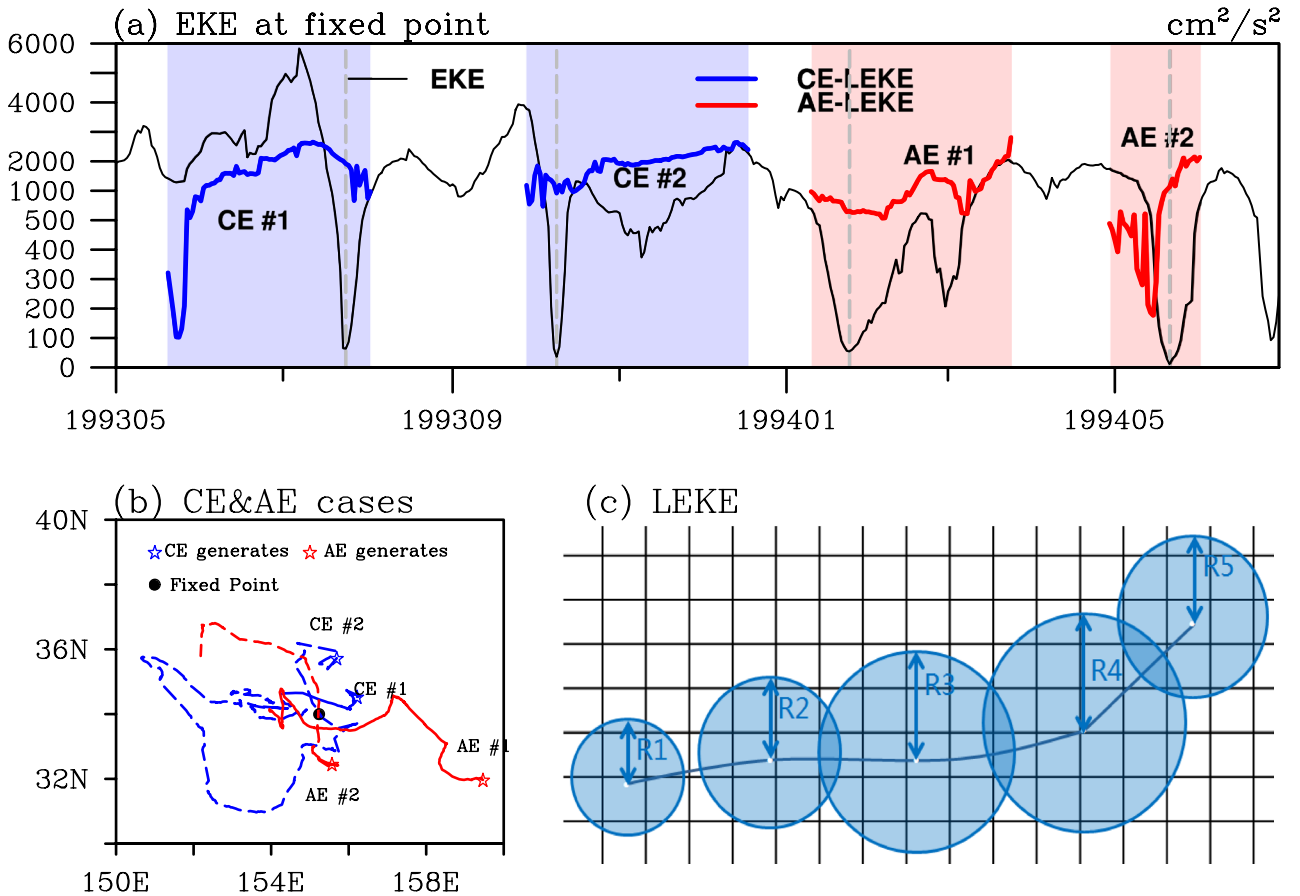 (a) EKE at fixed point
cm²/s²
6000
4000
2000
1000
500
400
300
200
100
0
EKE
CE-LEKE
AE-LEKE
CE #1
CE #2
AE #1
AE #2
199305
199309
199401
199405
(b) CE&AE cases
40N
36N
32N
150E
154E
158E
CE generates
AE generates
Fixed Point
CE #2
CE #1
AE #1
AE #2
(c) LEKE
R1
R2
R3
R4
R5